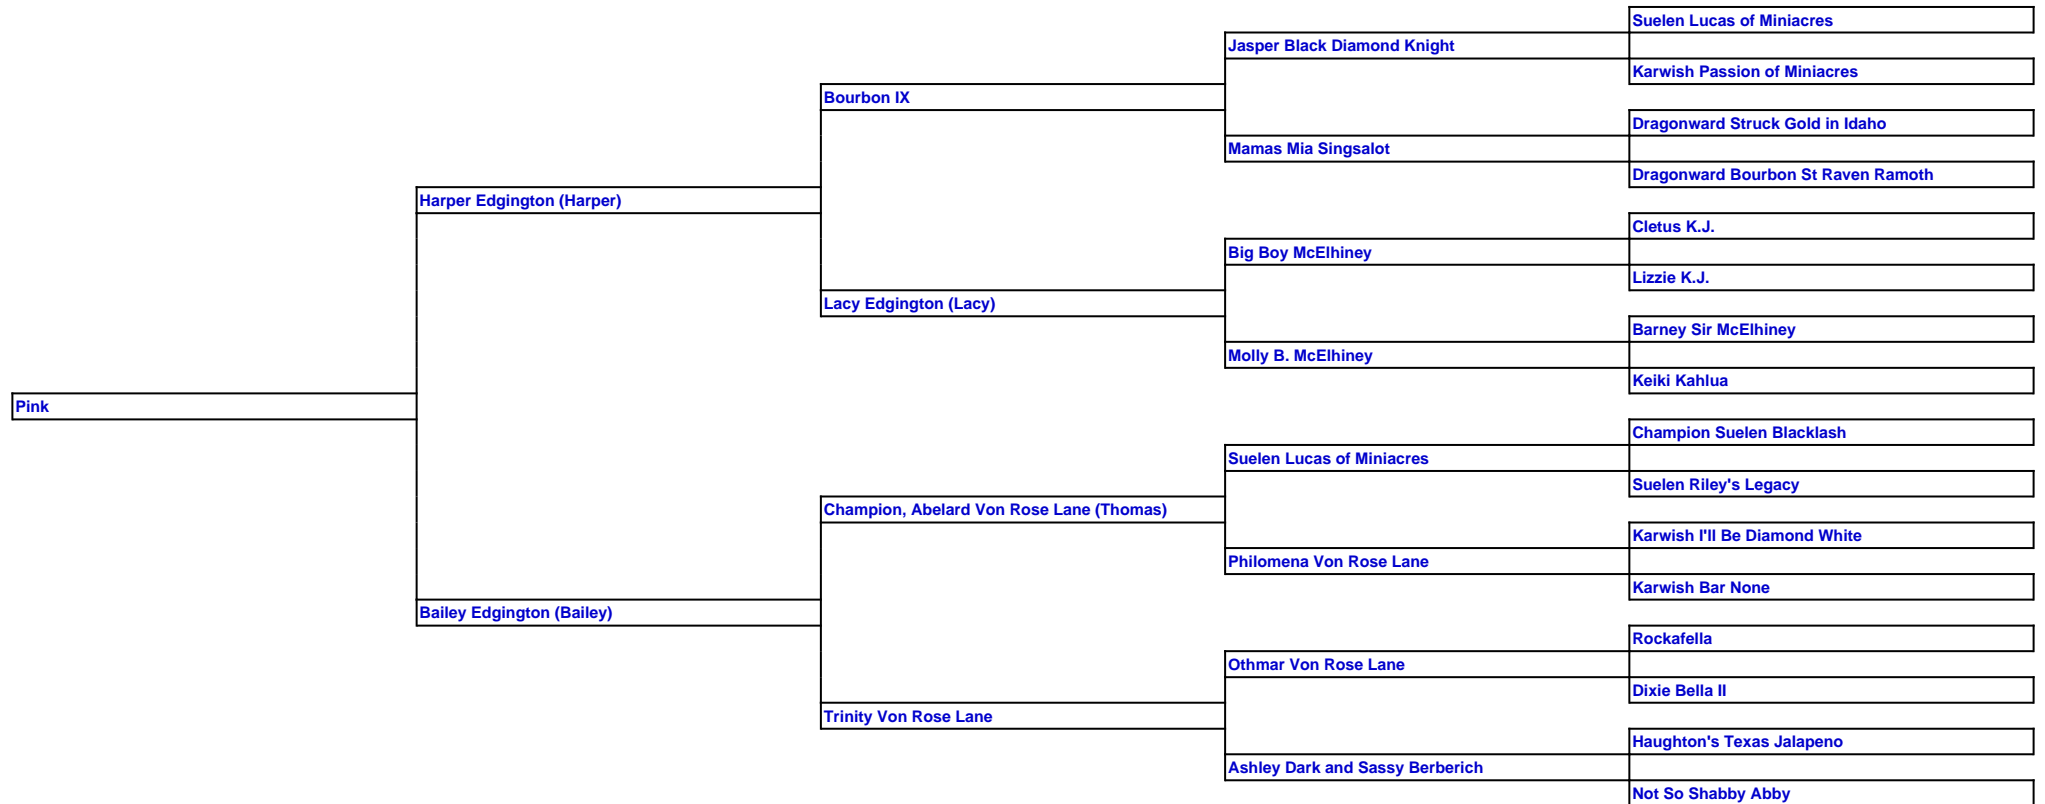 Suelen Lucas of Miniacres
Jasper Black Diamond Knight
Karwish Passion of Miniacres
Bourbon IX
Dragonward Struck Gold in Idaho
Mamas Mia Singsalot
Dragonward Bourbon St Raven Ramoth
Harper Edgington (Harper)
Cletus K.J.
Big Boy McElhiney
Lizzie K.J.
Lacy Edgington (Lacy)
Barney Sir McElhiney
Molly B. McElhiney
Keiki Kahlua
Pink
Champion Suelen Blacklash
Suelen Lucas of Miniacres
Suelen Riley's Legacy
Champion, Abelard Von Rose Lane (Thomas)
Karwish I'll Be Diamond White
Philomena Von Rose Lane
Karwish Bar None
Bailey Edgington (Bailey)
Rockafella
Othmar Von Rose Lane
Dixie Bella II
Trinity Von Rose Lane
Haughton's Texas Jalapeno
Ashley Dark and Sassy Berberich
Not So Shabby Abby